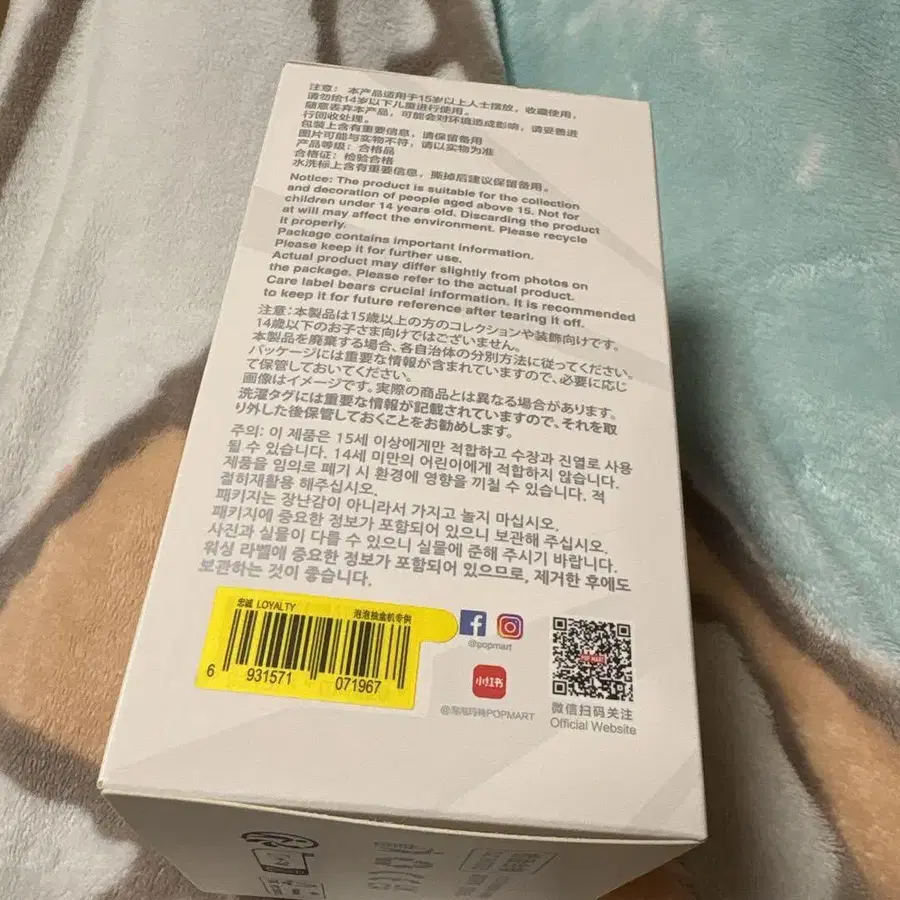 注意： 本产品适用于15岁以上人士摆放，收藏使用，
请勿给14岁以下儿童进行使用。
随意丢弃本产品，可能会对环境造成影响，请妥善进
行回收处理。
包装上含有重要信息，请保留备用
图片可能与实物不符，请以实物为准
产品等级：合格品
合格证：检验合格
水洗标上含有重要信息，撕掉后建议保留备用。
Notice: The product is suitable for the collection
and decoration of people aged above 15. Not for
children under 14 years old. Discarding the product
at will may affect the environment. Please recycle
it properly.
Package contains important information.
Please keep it for further use.
Actual product may differ slightly from photos on
the package. Please refer to the actual product.
Care label bears crucial information. It is recommended
to keep it for future reference after tearing it off.
注意：本製品は15歳以上の方のコレクションや装飾向けです。
14歳以下のお子さま向けではございません。
本製品を廃棄する場合、各自治体の分別方法に従ってください。
パッケージには重要な情報が含まれていますので、必要に応じ
て保管しておいてください。
画像はイメージです。実際の商品とは異なる場合があります。
洗濯タグには重要な情報が記載されていますので、それを取
り外した後保管しておくことをお勧めします。
주의: 이 제품은 15세 이상에게만 적합하고 수장과 진열로 사용
될 수 있습니다. 14세 미만의 어린이에게 적합하지 않습니다.
제품을 임의로 폐기 시 환경에 영향을 끼칠 수 있습니다. 적
절히재활용 해주십시오.
패키지는 장난감이 아니라서 가지고 놀지 마십시오.
패키지에 중요한 정보가 포함되어 있으니 보관해 주십시오.
사진과 실물이 다를 수 있으니 실물에 준해 주시기 바랍니다.
워싱 라벨에 중요한 정보가 포함되어 있으므로, 제거한 후에도
보관하는 것이 좋습니다.
忠诚 LOYALTY 泡泡抽盒机专供
6 931571 071967
@popmart
小红书
@泡泡玛特POPMART
POP MART
微信扫码关注
Official Website